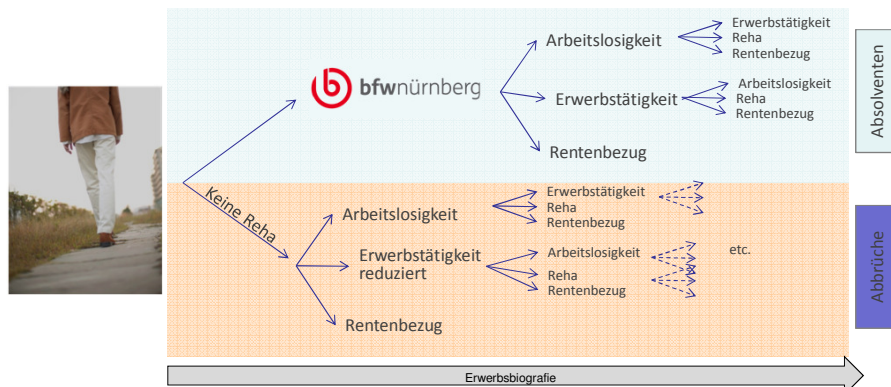 Erwerbstätigkeit
Reha
Rentenbezug
Arbeitslosigkeit
bfwnürnberg
Arbeitslosigkeit
Reha
Rentenbezug
Erwerbstätigkeit
Rentenbezug
Absolventen
Keine Reha
Erwerbstätigkeit
Reha
Rentenbezug
Arbeitslosigkeit
Arbeitslosigkeit
Reha
Rentenbezug
etc.
Erwerbstätigkeit
reduziert
Rentenbezug
Abbrüche
Erwerbsbiografie